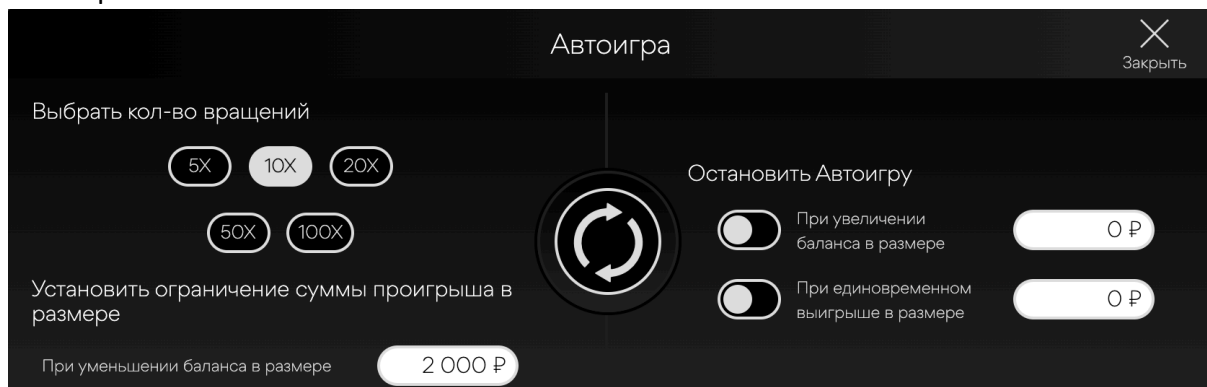 Автоигра
Закрыть
Выбрать кол-во вращений
5X 10X 20X
50X 100X
Установить ограничение суммы проигрыша в
размере
При уменьшении баланса в размере 2 000 ₽
Остановить Автоигру
При увеличении
баланса в размере
0 ₽
При единовременном
выигрыше в размере
0 ₽